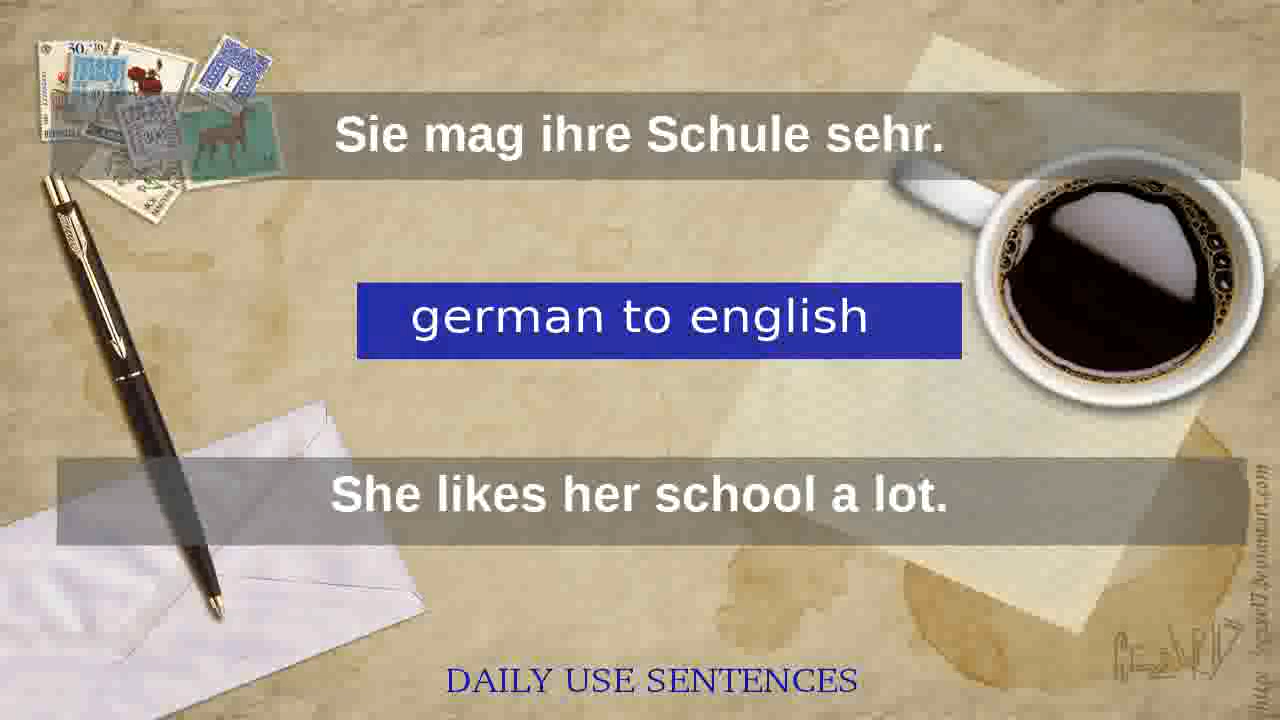 Sie mag ihre Schule sehr.
german to english
She likes her school a lot.
DAILY USE SENTENCES